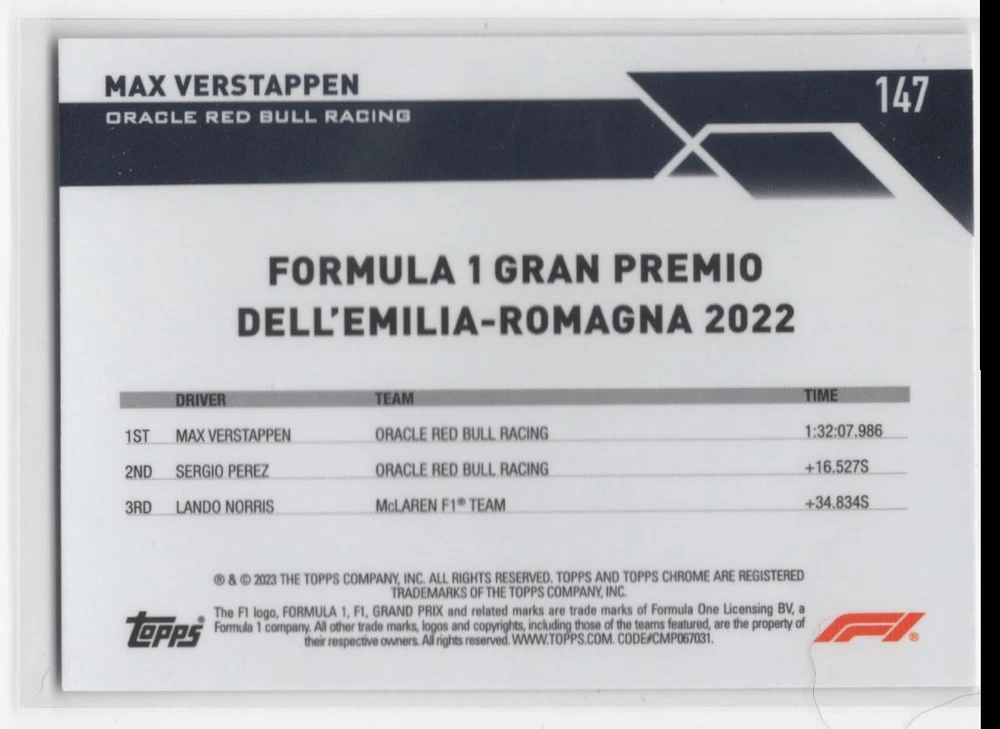 MAX VERSTAPPEN
147
ORACLE RED BULL RACING
FORMULA 1 GRAN PREMIO
DELL'EMILIA-ROMAGNA 2022
DRIVER TEAM TIME
1ST MAX VERSTAPPEN ORACLE RED BULL RACING 1:32:07.986
2ND SERGIO PEREZ ORACLE RED BULL RACING +16.527S
3RD LANDO NORRIS McLAREN F1® TEAM +34.834S
® & © 2023 THE TOPPS COMPANY, INC. ALL RIGHTS RESERVED. TOPPS AND TOPPS CHROME ARE REGISTERED
TRADEMARKS OF THE TOPPS COMPANY, INC.
The F1 logo, FORMULA 1, F1, GRAND PRIX and related marks are trade marks of Formula One Licensing BV, a
Formula 1 company. All other trade marks, logos and copyrights, including those of the teams featured, are the property of
their respective owners. All rights reserved. WWW.TOPPS.COM. CODE#CMP067031.
topps®
F1®